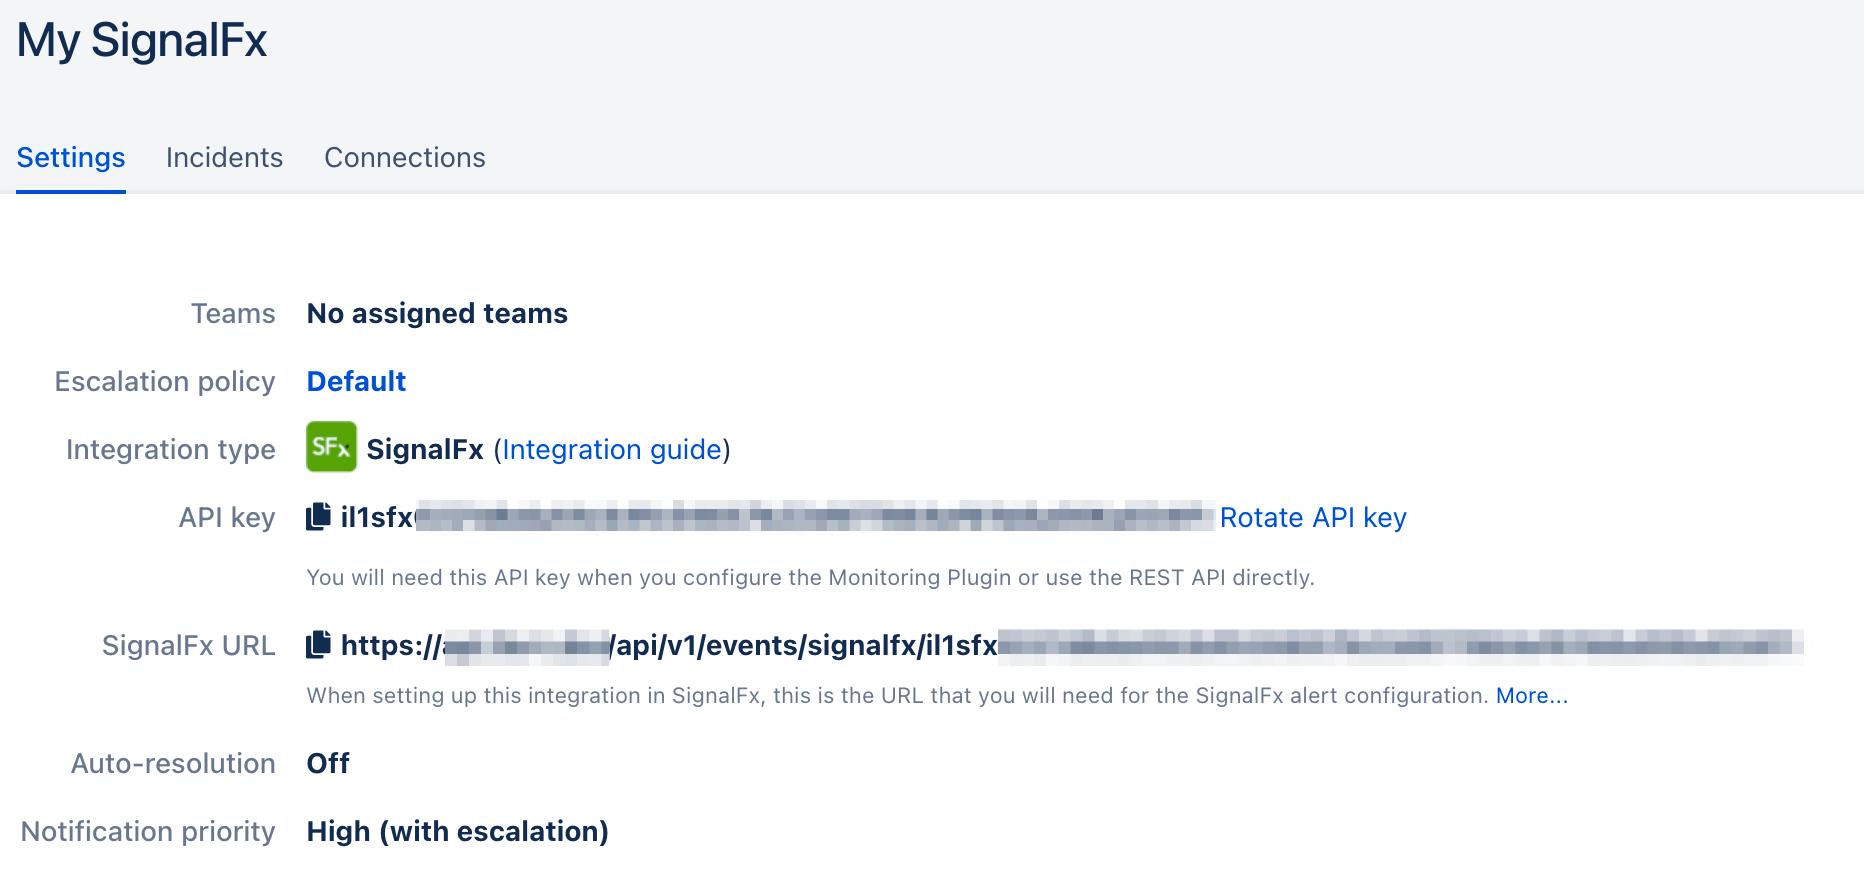 My SignalFx
Settings Incidents Connections
Teams No assigned teams
Escalation policy Default
Integration type SFx SignalFx (Integration guide)
API key il1sfx Rotate API key
You will need this API key when you configure the Monitoring Plugin or use the REST API directly.
SignalFx URL https:// /api/v1/events/signalfx/il1sfx
When setting up this integration in SignalFx, this is the URL that you will need for the SignalFx alert configuration. More...
Auto-resolution Off
Notification priority High (with escalation)